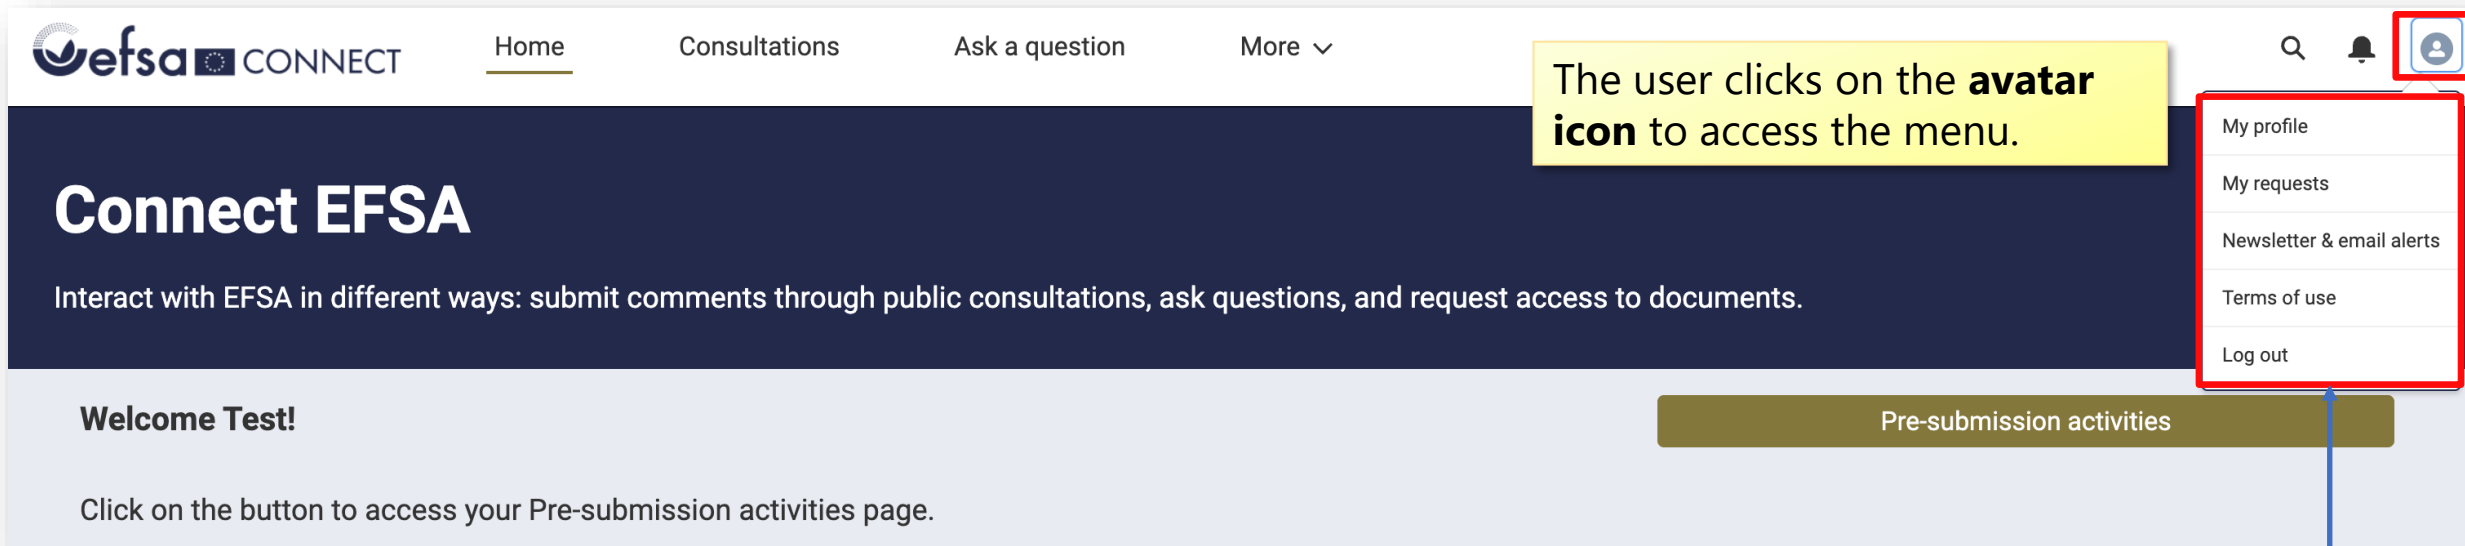 efsa CONNECT
Home Consultations Ask a question More
The user clicks on the avatar
icon to access the menu.
My profile
My requests
Newsletter & email alerts
Terms of use
Log out
Connect EFSA
Interact with EFSA in different ways: submit comments through public consultations, ask questions, and request access to documents.
Welcome Test!
Pre-submission activities
Click on the button to access your Pre-submission activities page.